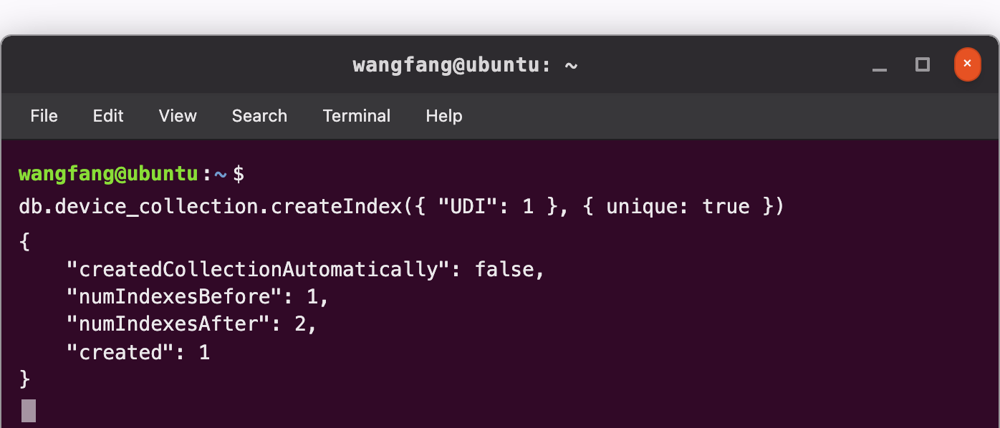 wangfang@ubuntu: ~
File Edit View Search Terminal Help
wangfang@ubuntu:~$
db.device_collection.createIndex({ "UDI": 1 }, { unique: true })
{
    "createdCollectionAutomatically": false,
    "numIndexesBefore": 1,
    "numIndexesAfter": 2,
    "created": 1
}